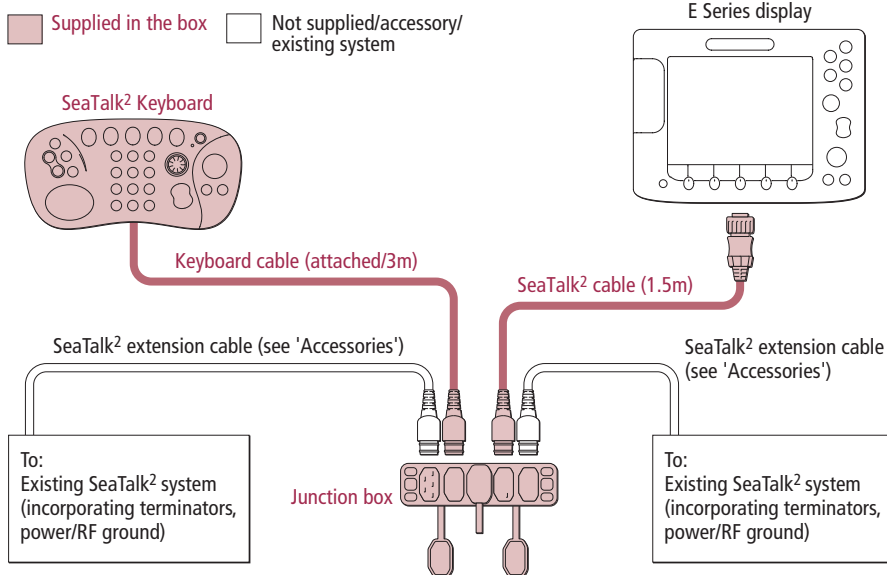 Supplied in the box
Not supplied/accessory/
existing system
E Series display
SeaTalk² Keyboard
Keyboard cable (attached/3m)
SeaTalk² cable (1.5m)
SeaTalk² extension cable (see 'Accessories')
SeaTalk² extension cable
(see 'Accessories')
To:
Existing SeaTalk² system
(incorporating terminators,
power/RF ground)
Junction box
To:
Existing SeaTalk² system
(incorporating terminators,
power/RF ground)